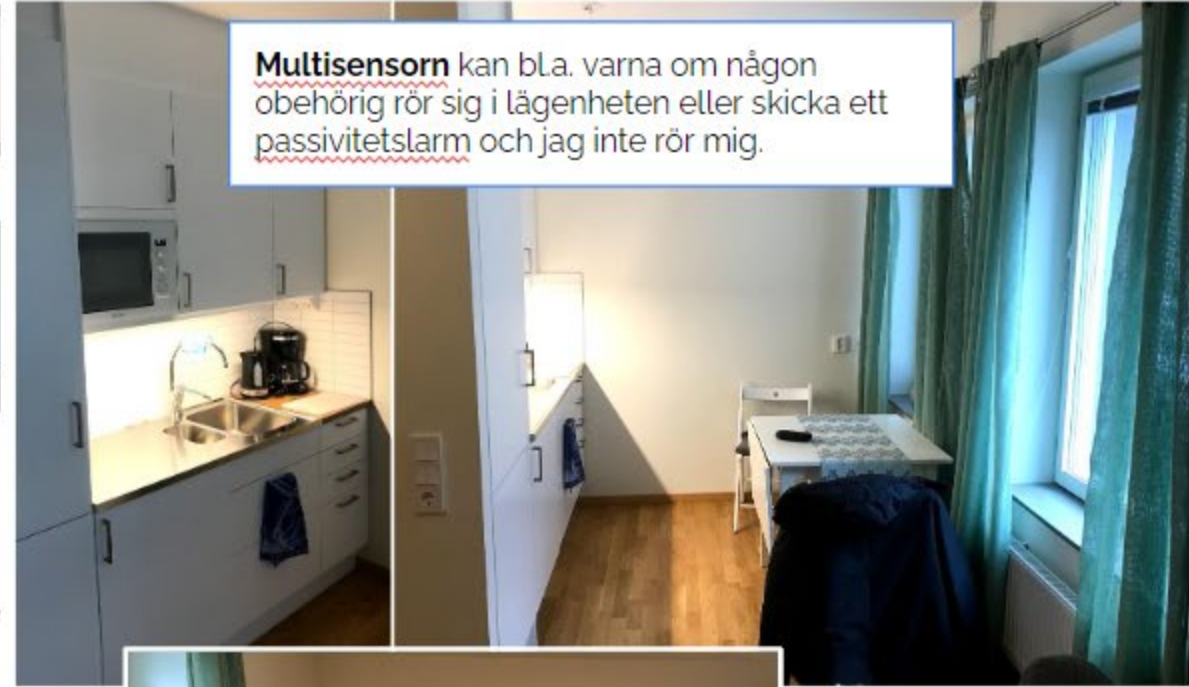 Multisensorn kan bl.a. varna om någon
obehörig rör sig i lägenheten eller skicka ett
passivitetslarm och jag inte rör mig.